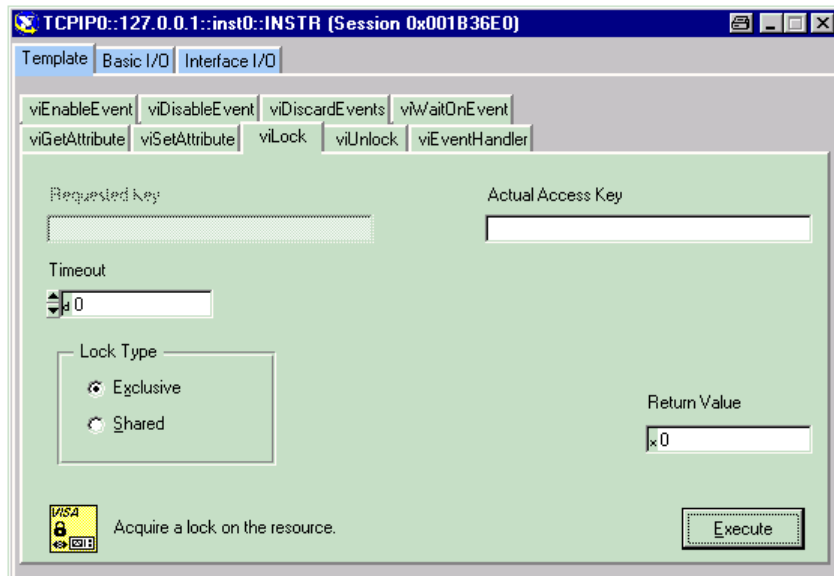 TCPIP0::127.0.0.1::inst0::INSTR (Session 0x001B36E0)
Template Basic I/O Interface I/O
viEnableEvent viDisableEvent viDiscardEvents viWaitOnEvent
viGetAttribute viSetAttribute viLock viUnlock viEventHandler
Requested Key Actual Access Key
Timeout
d 0
Lock Type
Exclusive
Shared
Return Value
x 0
VISA
Acquire a lock on the resource.
Execute